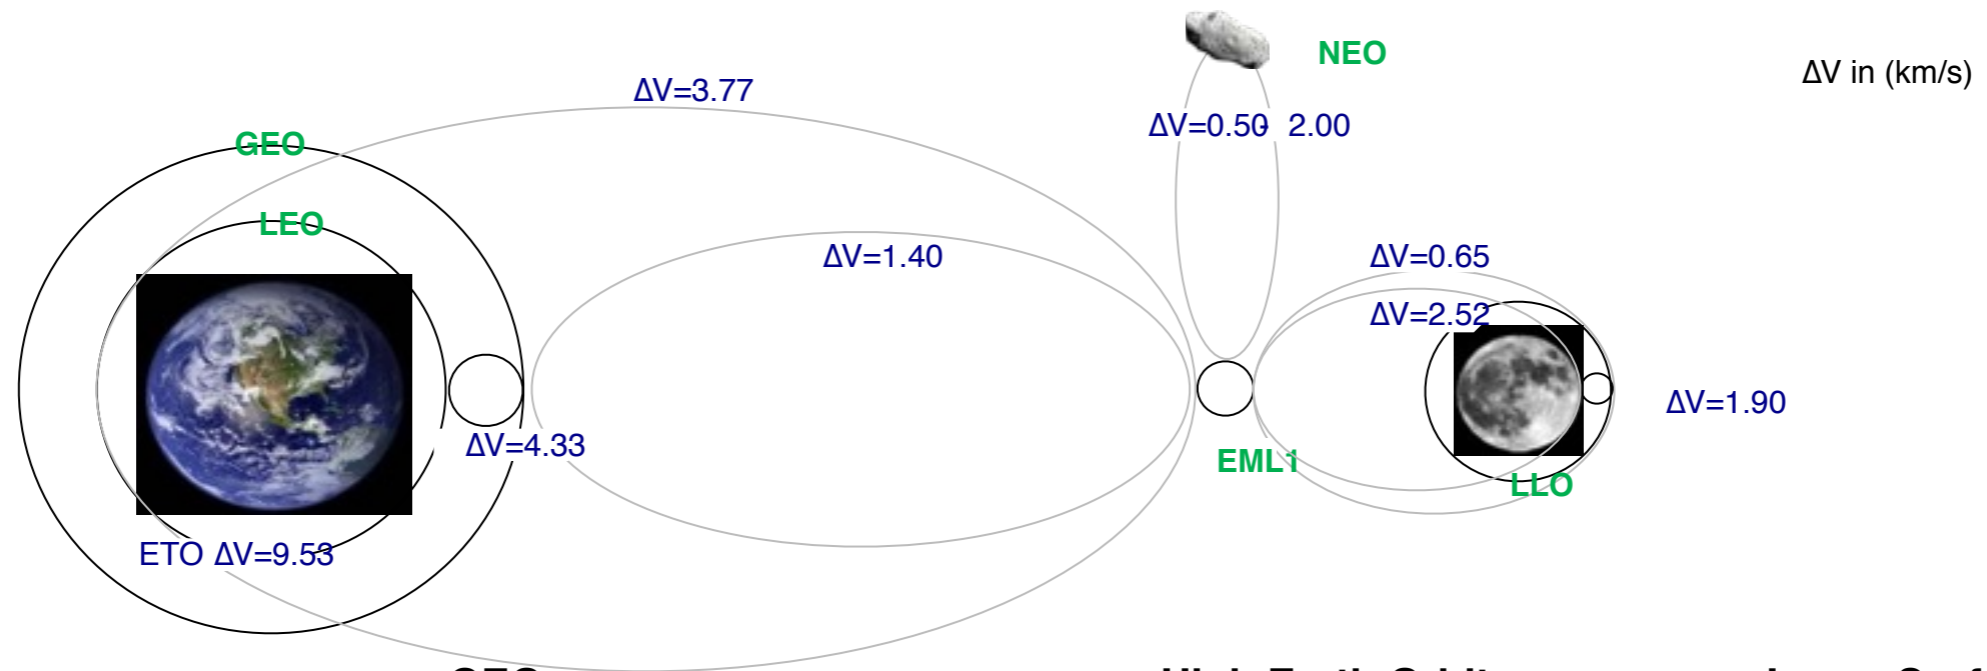 NEO
ΔV in (km/s)
ΔV=3.77
ΔV=0.50- 2.00
GEO
LEO
ΔV=1.40
ΔV=0.65
ΔV=2.52
ΔV=1.90
ΔV=4.33
EML1
LLO
ETO ΔV=9.53